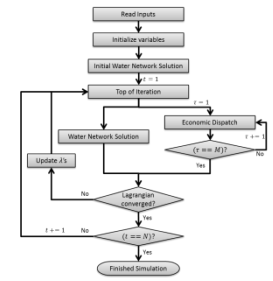 Read Inputs
Initialize variables
Initial Water Network Solution
t = 1
Top of Iteration
τ = 1
Economic Dispatch
τ += 1
Water Network Solution
(τ == M)?
No
Yes
Update λ's
No
Lagrangian
converged?
Yes
t += 1
No
(t == N)?
Yes
Finished Simulation